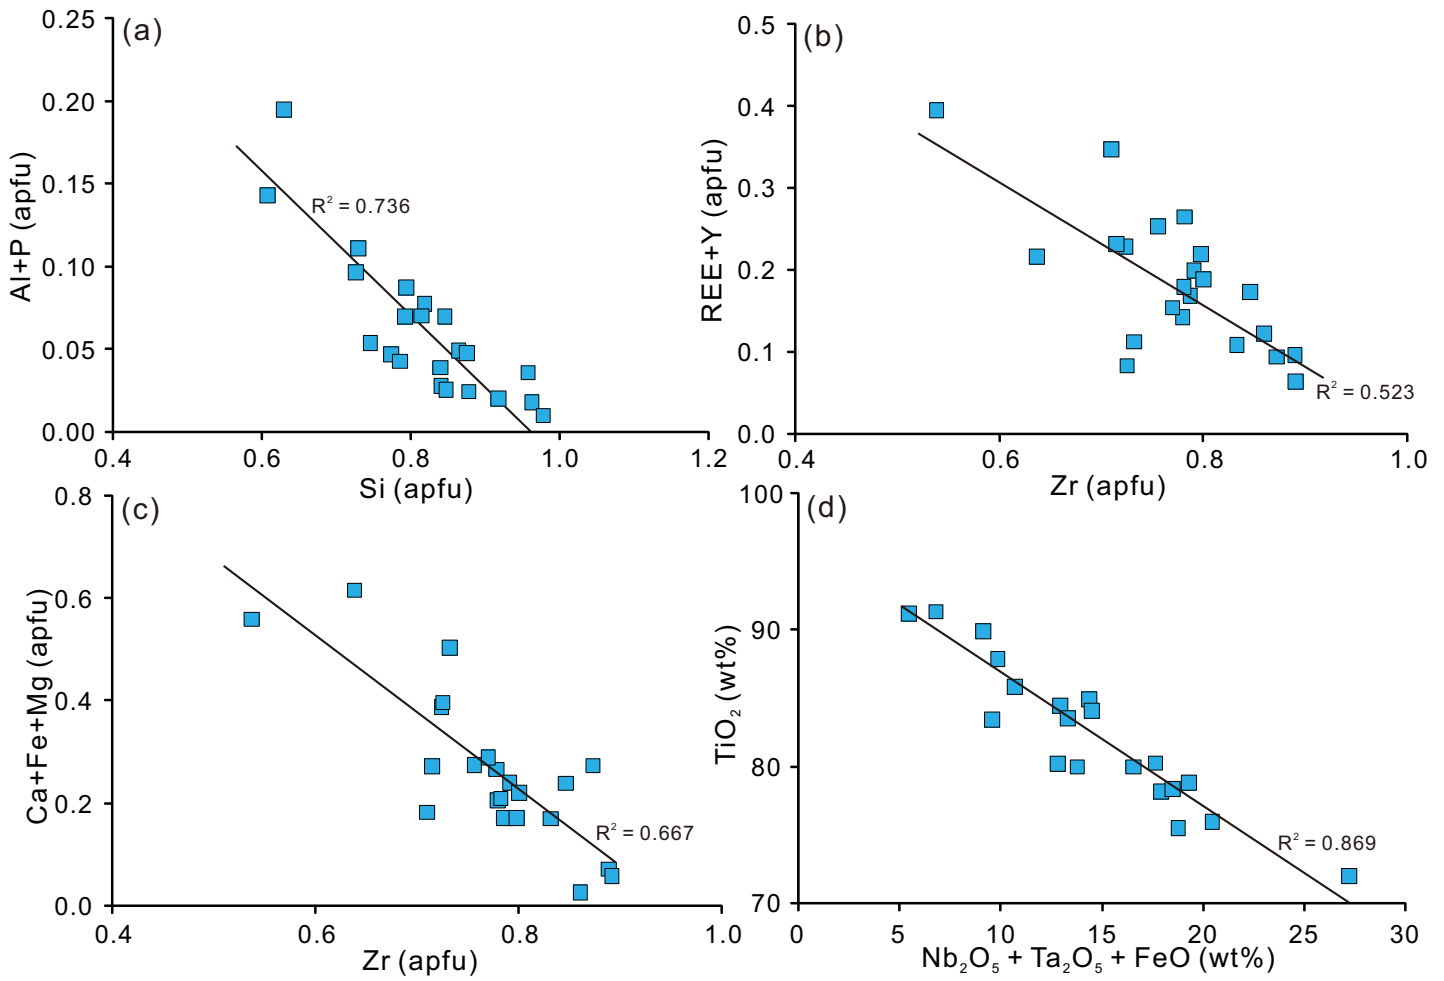 (a)
0.25
0.20
0.15
0.10
0.05
0.00
Al+P (apfu)
R² = 0.736
0.4 0.6 0.8 1.0 1.2
Si (apfu)
(b)
0.5
0.4
0.3
0.2
0.1
0.0
REE+Y (apfu)
R² = 0.523
0.4 0.6 0.8 1.0
Zr (apfu)
(c)
0.8
0.6
0.4
0.2
0.0
Ca+Fe+Mg (apfu)
R² = 0.667
0.4 0.6 0.8 1.0
Zr (apfu)
(d)
100
90
80
70
TiO₂ (wt%)
R² = 0.869
0 5 10 15 20 25 30
Nb₂O₅ + Ta₂O₅ + FeO (wt%)